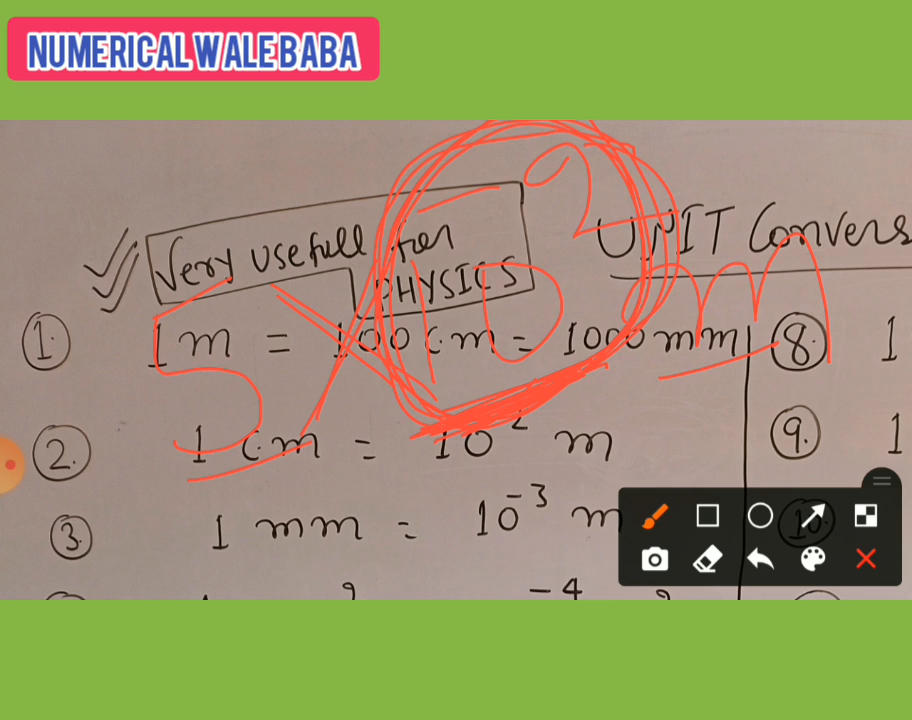 NUMERICAL WALE BABA
Very usefull for
PHYSICS
UNIT Convers
① 1 m = 100 cm = 1000 mm
② 1 cm = 10² m
③ 1 mm = 10⁻³ m
-4
⑧ 1
⑨ 1
⑩
5 × 10⁻² m